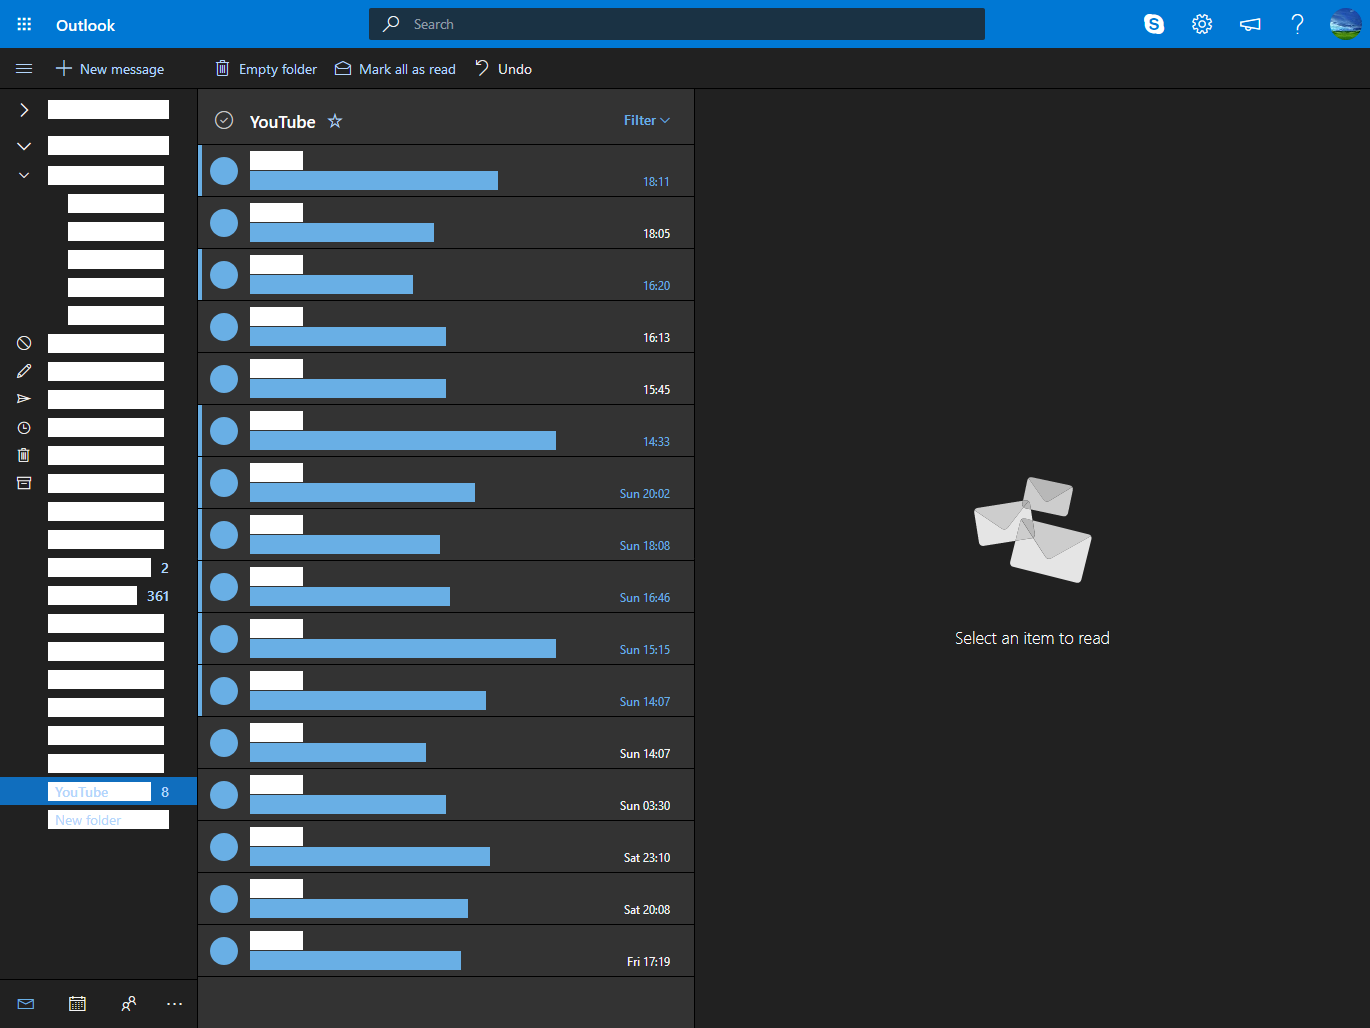 Outlook
Search
New message
Empty folder
Mark all as read
Undo
YouTube
Filter
18:11
18:05
16:20
16:13
15:45
14:33
Sun 20:02
Sun 18:08
Sun 16:46
Sun 15:15
Sun 14:07
Sun 14:07
Sun 03:30
Sat 23:10
Sat 20:08
Fri 17:19
2
361
YouTube 8
New folder
Select an item to read